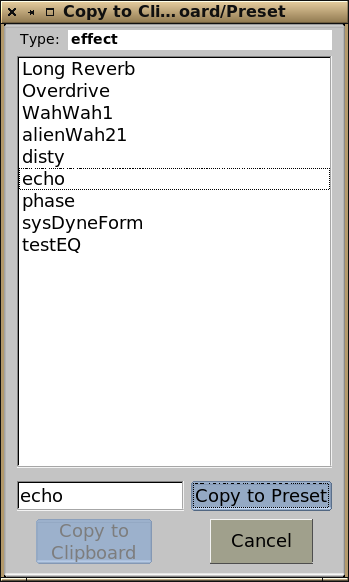 Copy to Cli...oard/Preset
Type: effect
Long Reverb
Overdrive
WahWah1
alienWah21
disty
echo
phase
sysDyneForm
testEQ
echo Copy to Preset
Copy to
Clipboard
Cancel